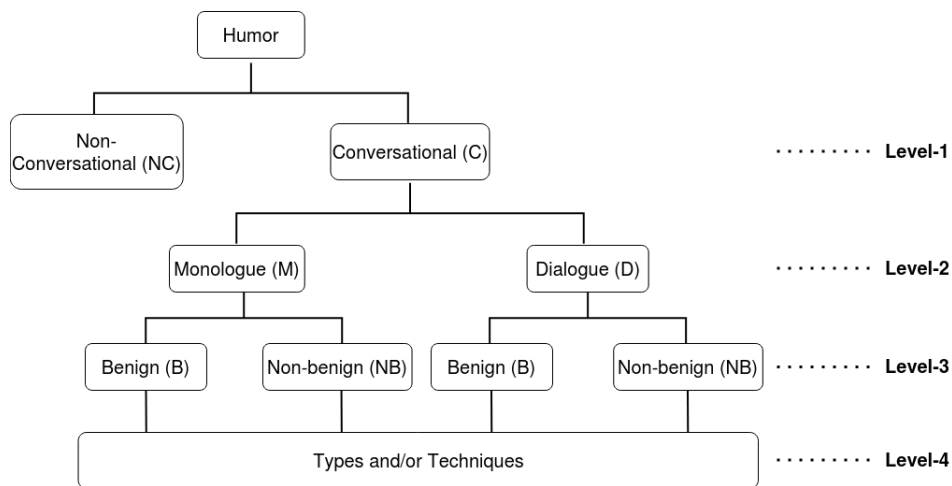 Humor
Non-
Conversational (NC)
Conversational (C)
Level-1
Monologue (M)
Dialogue (D)
Level-2
Benign (B)
Non-benign (NB)
Benign (B)
Non-benign (NB)
Level-3
Types and/or Techniques
Level-4